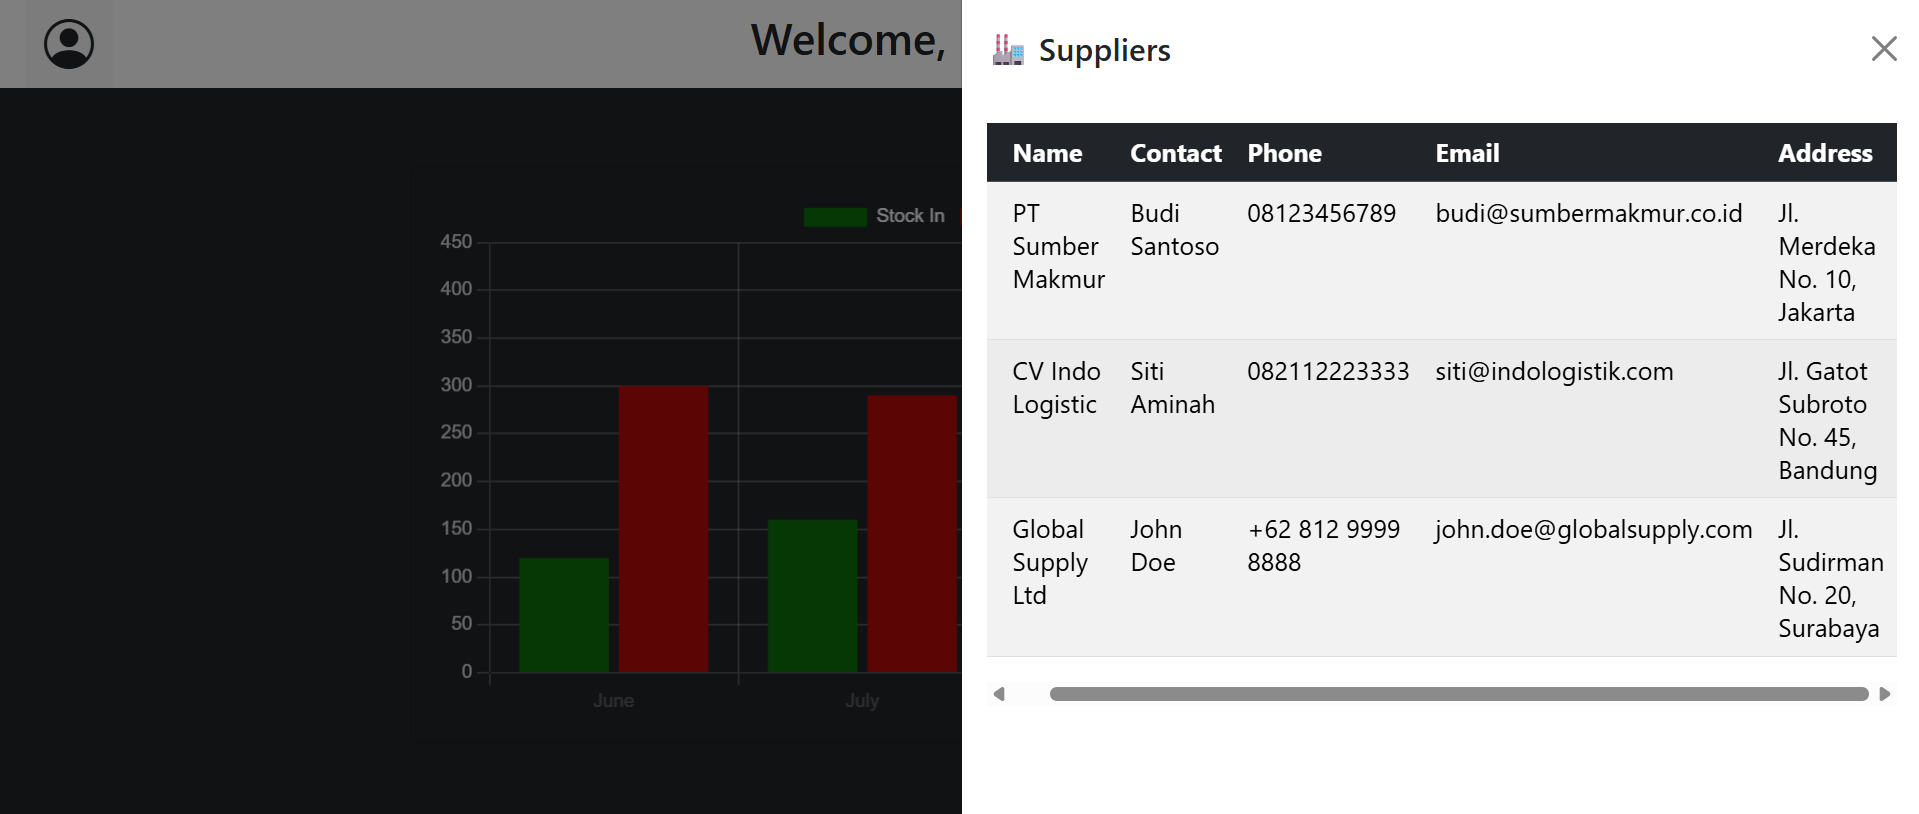 Welcome,
Stock In
450
400
350
300
250
200
150
100
50
0
June
July
Suppliers
Name Contact Phone Email Address
PT Sumber Makmur Budi Santoso 08123456789 budi@sumbermakmur.co.id Jl. Merdeka No. 10, Jakarta
CV Indo Logistic Siti Aminah 082112223333 siti@indologistik.com Jl. Gatot Subroto No. 45, Bandung
Global Supply Ltd John Doe +62 812 9999 8888 john.doe@globalsupply.com Jl. Sudirman No. 20, Surabaya